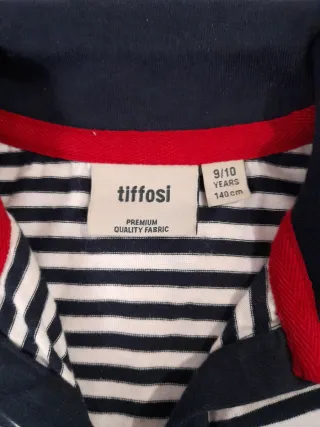 tiffosi
PREMIUM
QUALITY FABRIC
9/10
YEARS
140cm